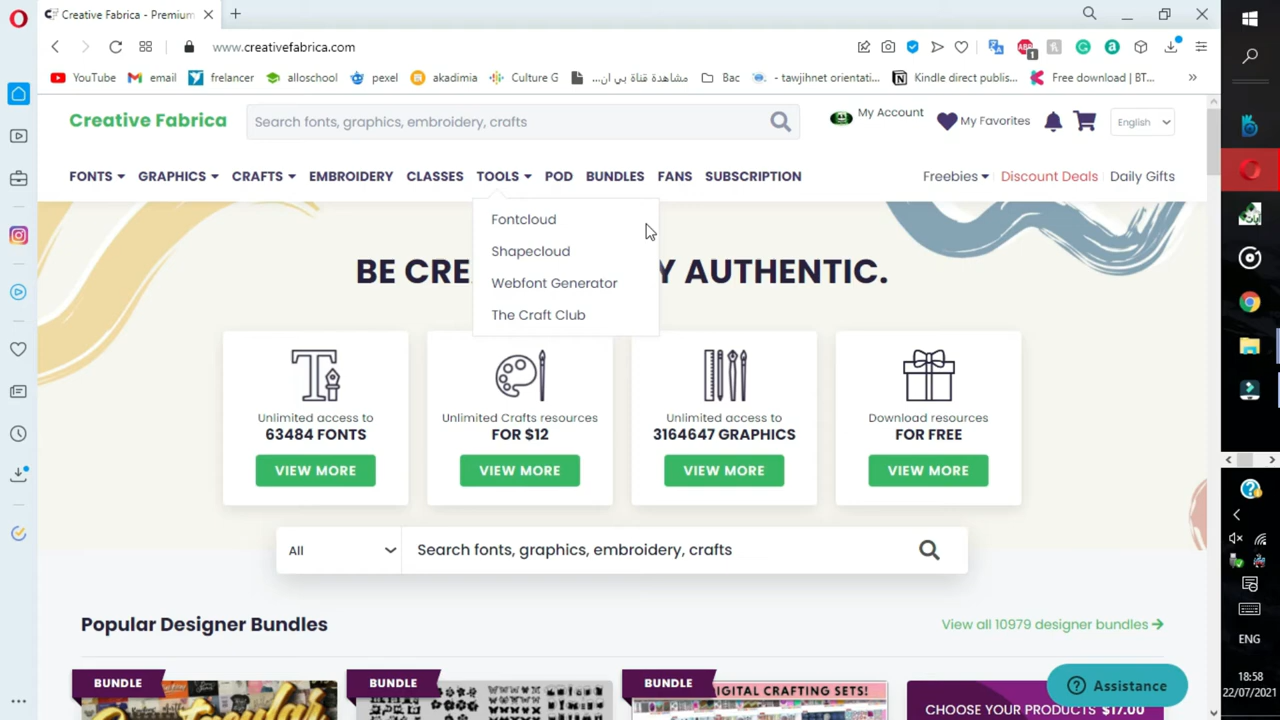 Creative Fabrica - Premium
www.creativefabrica.com
1
YouTube
email
frelancer
alloschool
pexel
akadimia
Culture G
مشاهدة قناة بي ان...
Bac
- tawjihnet orientati...
Kindle direct publis...
Free download | BT...
Creative Fabrica
Search fonts, graphics, embroidery, crafts
My Account
My Favorites
English
FONTS
GRAPHICS
CRAFTS
EMBROIDERY
CLASSES
TOOLS
POD
BUNDLES
FANS
SUBSCRIPTION
Freebies
Discount Deals
Daily Gifts
Fontcloud
Shapecloud
Webfont Generator
The Craft Club
BE CRE
Y AUTHENTIC.
Unlimited access to
63484 FONTS
VIEW MORE
Unlimited Crafts resources
FOR $12
VIEW MORE
Unlimited access to
3164647 GRAPHICS
VIEW MORE
Download resources
FOR FREE
VIEW MORE
All
Search fonts, graphics, embroidery, crafts
Popular Designer Bundles
View all 10979 designer bundles
BUNDLE
BUNDLE
BUNDLE
DIGITAL CRAFTING SETS!
CHOOSE YOUR PRODUCTS $17.00
Assistance
ENG
18:58
22/07/2021